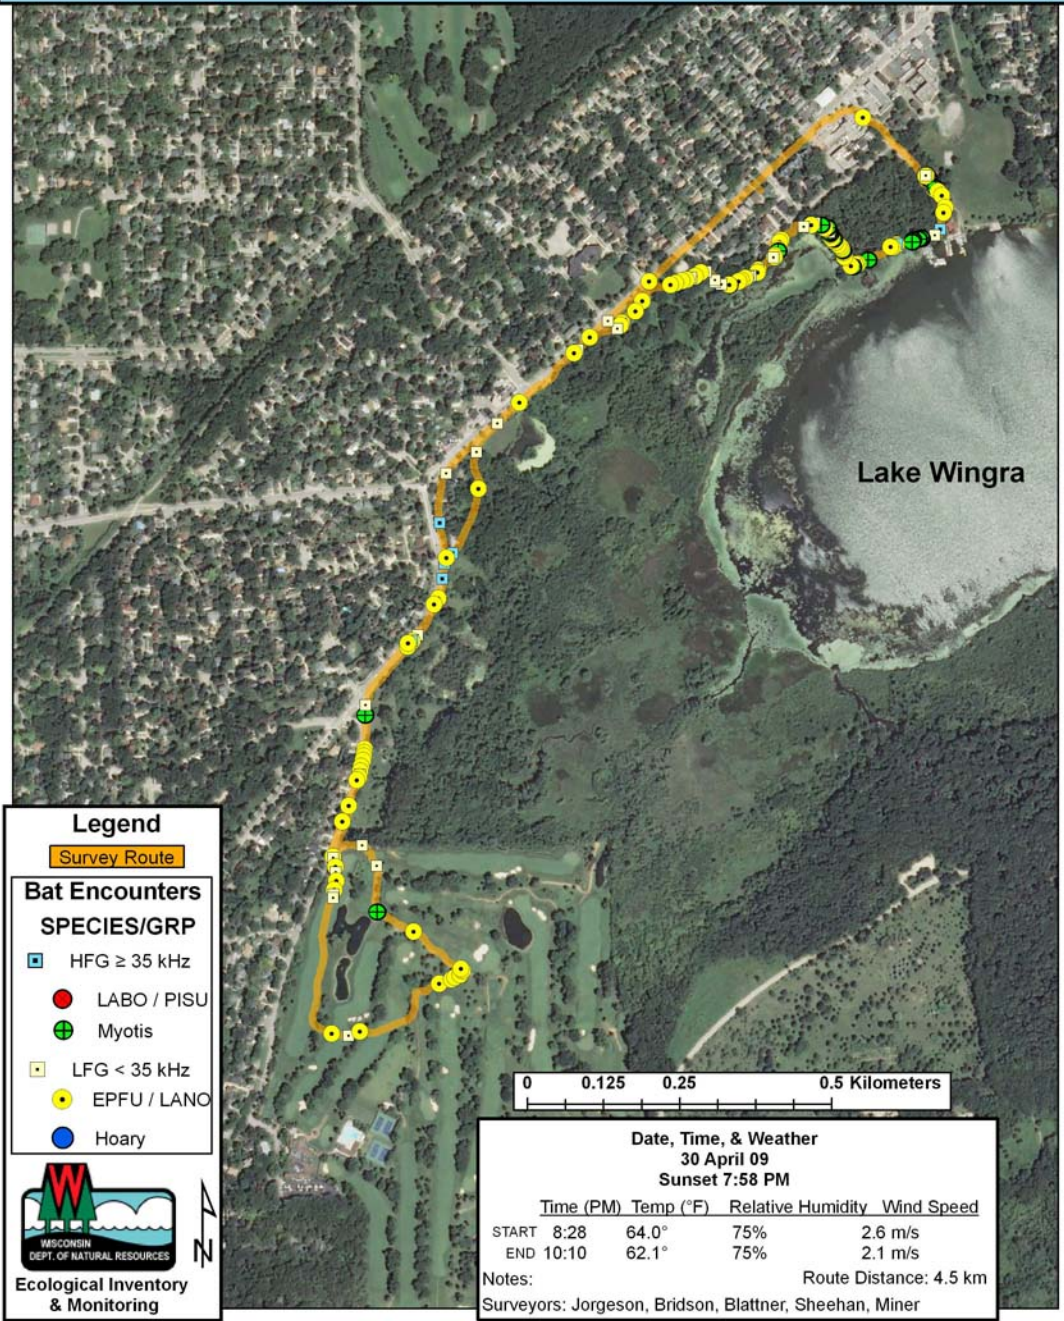 Lake Wingra
Legend
Survey Route
Bat Encounters
SPECIES/GRP
HFG ≥ 35 kHz
LABO / PISU
Myotis
LFG < 35 kHz
EPFU / LANO
Hoary
W
WISCONSIN
DEPT. OF NATURAL RESOURCES
N
Ecological Inventory
& Monitoring
0 0.125 0.25 0.5 Kilometers
Date, Time, & Weather
30 April 09
Sunset 7:58 PM
Time (PM) Temp (°F) Relative Humidity Wind Speed
START 8:28 64.0° 75% 2.6 m/s
END 10:10 62.1° 75% 2.1 m/s
Notes: Route Distance: 4.5 km
Surveyors: Jorgeson, Bridson, Blattner, Sheehan, Miner